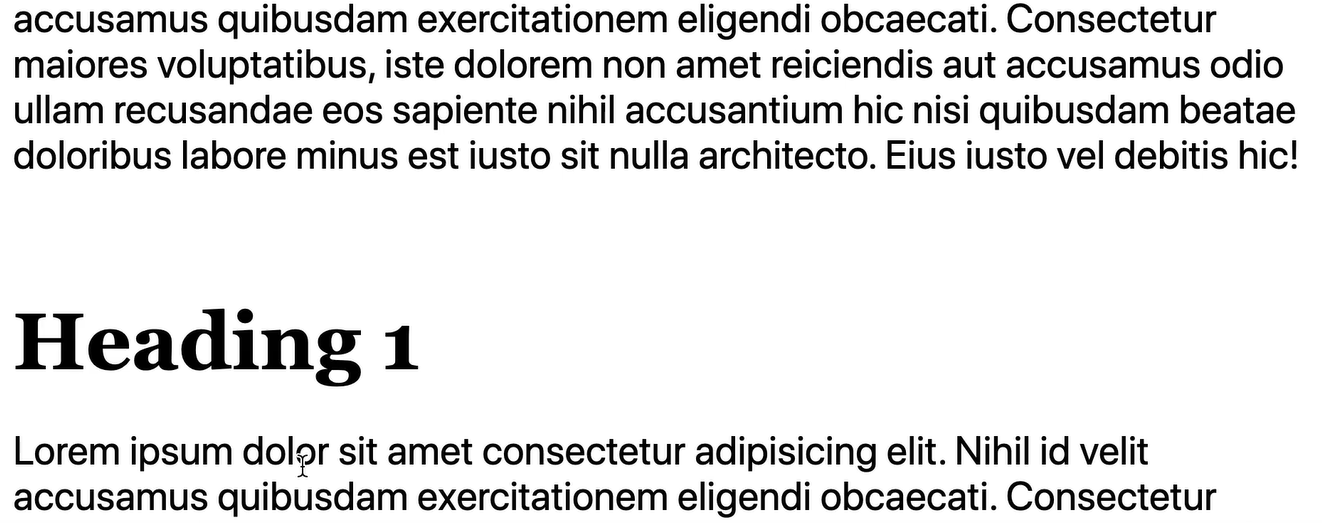 accusamus quibusdam exercitationem eligendi obcaecati. Consectetur
maiores voluptatibus, iste dolorem non amet reiciendis aut accusamus odio
ullam recusandae eos sapiente nihil accusantium hic nisi quibusdam beatae
doloribus labore minus est iusto sit nulla architecto. Eius iusto vel debitis hic!
Heading 1
Lorem ipsum dolor sit amet consectetur adipisicing elit. Nihil id velit
accusamus quibusdam exercitationem eligendi obcaecati. Consectetur